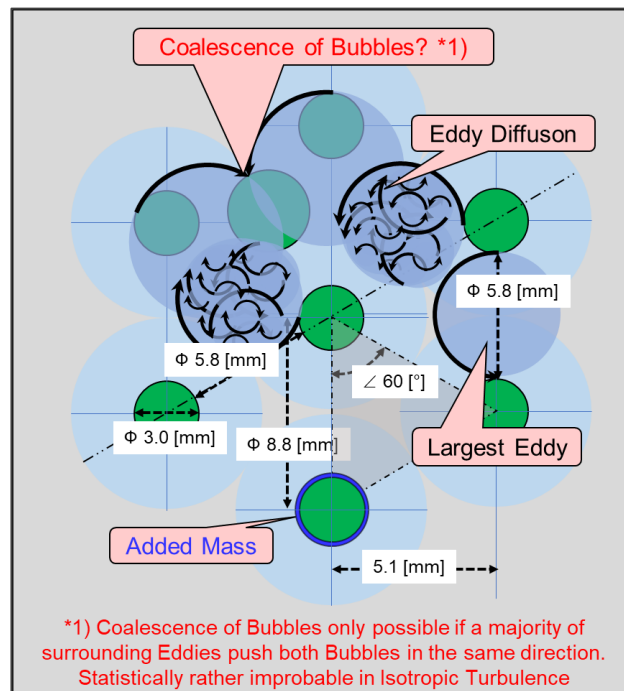 Coalescence of Bubbles? *1)
Eddy Diffuson
Φ 5.8 [mm]
Φ 5.8 [mm]
∠ 60 [°]
Φ 3.0 [mm]
Φ 8.8 [mm]
Largest Eddy
Added Mass
5.1 [mm]
*1) Coalescence of Bubbles only possible if a majority of
surrounding Eddies push both Bubbles in the same direction.
Statistically rather improbable in Isotropic Turbulence